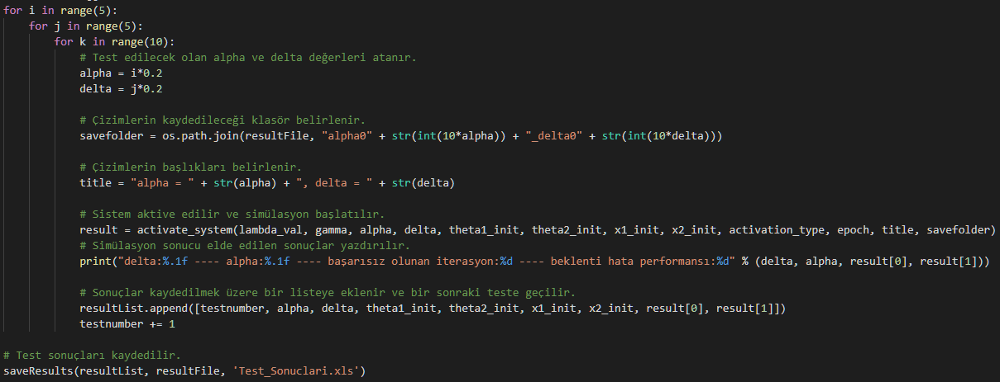 for i in range(5):
for j in range(5):
for k in range(10):
# Test edilecek olan alpha ve delta değerleri atanır.
alpha = i*0.2
delta = j*0.2
# Çizimlerin kaydedileceği klasör belirlenir.
savefolder = os.path.join(resultFile, "alpha0" + str(int(10*alpha)) + "_delta0" + str(int(10*delta)))
# Çizimlerin başlıkları belirlenir.
title = "alpha = " + str(alpha) + ", delta = " + str(delta)
# Sistem aktive edilir ve simülasyon başlatılır.
result = activate_system(lambda_val, gamma, alpha, delta, theta1_init, theta2_init, x1_init, x2_init, activation_type, epoch, title, savefolder)
# Simülasyon sonucu elde edilen sonuçlar yazdırılır.
print("delta:%.1f ---- alpha:%.1f ---- başarısız olunan iterasyon:%d ---- beklenti hata performansı:%d" % (delta, alpha, result[0], result[1]))
# Sonuçlar kaydedilmek üzere bir listeye eklenir ve bir sonraki teste geçilir.
resultList.append([testnumber, alpha, delta, theta1_init, theta2_init, x1_init, x2_init, result[0], result[1]])
testnumber += 1
# Test sonuçları kaydedilir.
saveResults(resultList, resultFile, 'Test_Sonuclari.xls')